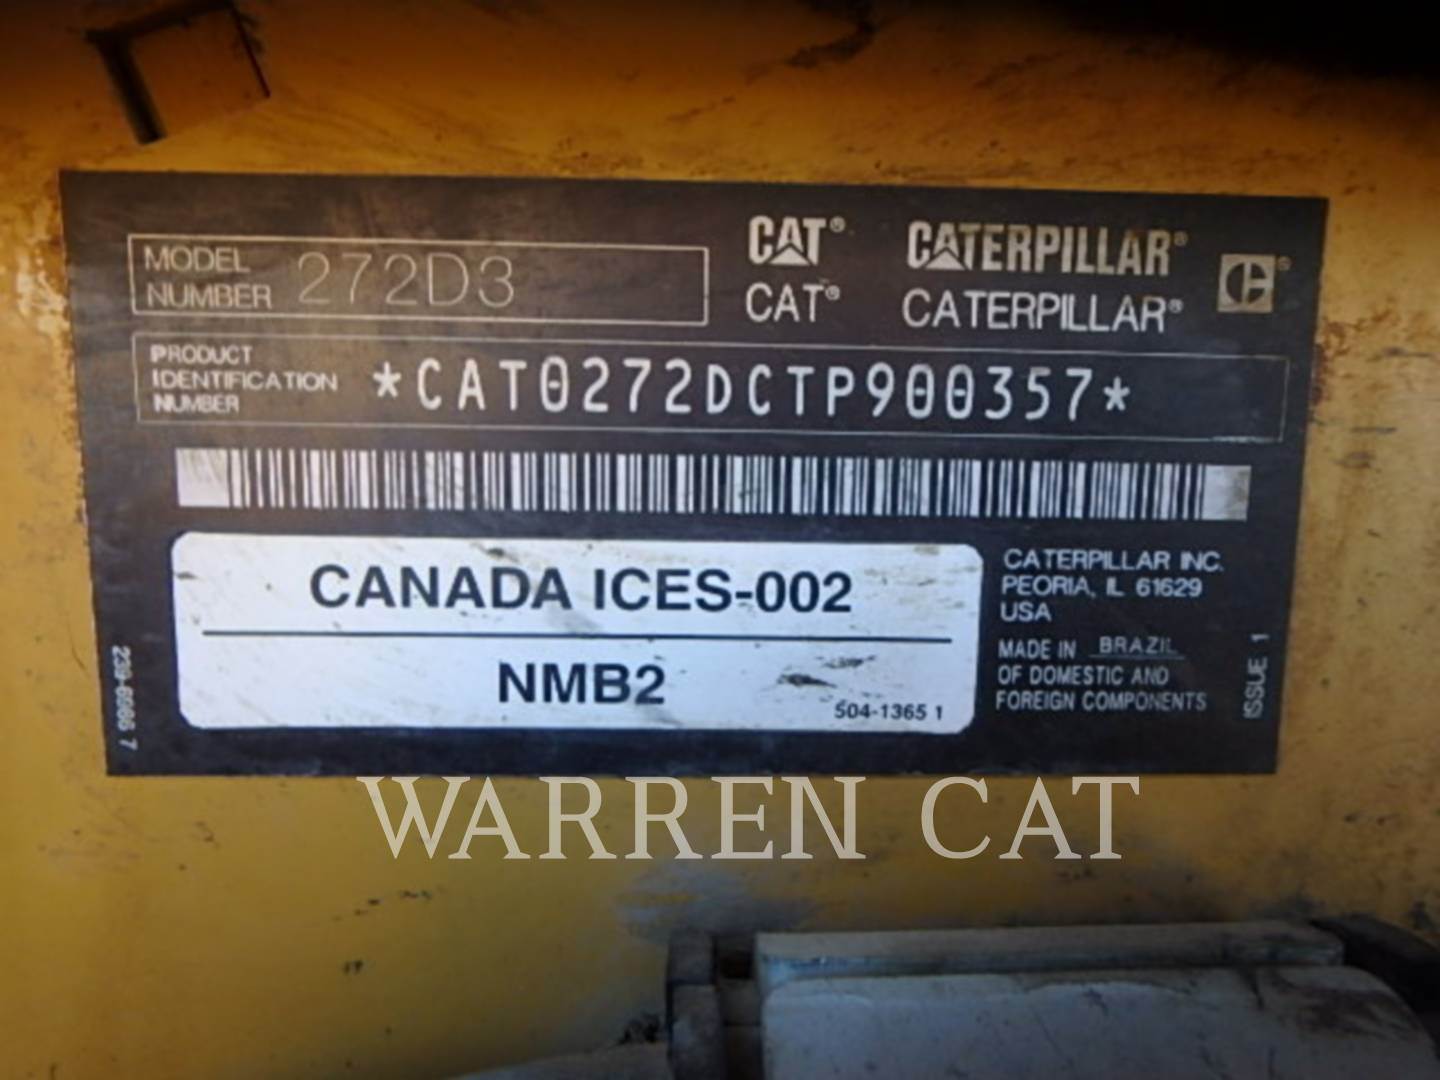 MODEL NUMBER 272D3
CAT® CATERPILLAR®
CAT® CATERPILLAR®
PRODUCT IDENTIFICATION NUMBER *CAT0272DCTP900357*
CANADA ICES-002
NMB2
504-1365 1
CATERPILLAR INC.
PEORIA, IL 61629
USA
MADE IN BRAZIL
OF DOMESTIC AND
FOREIGN COMPONENTS
ISSUE 1
WARREN CAT